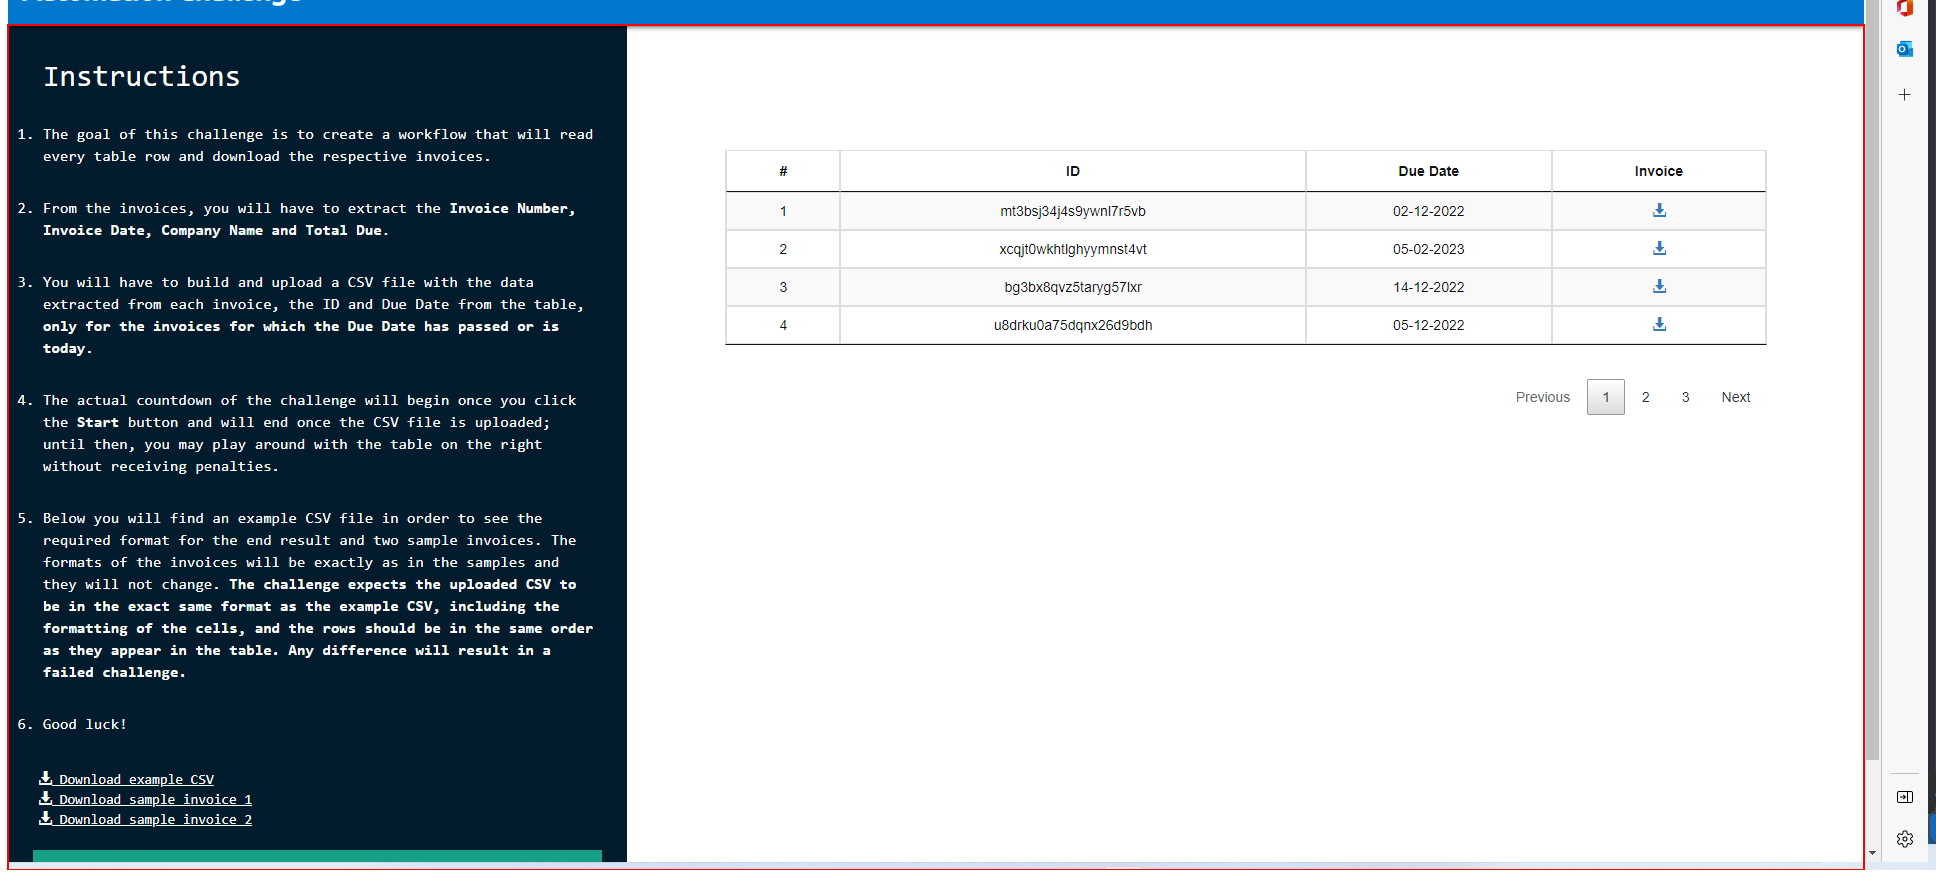 Automation Challenge
Instructions
1. The goal of this challenge is to create a workflow that will read
every table row and download the respective invoices.
2. From the invoices, you will have to extract the Invoice Number,
Invoice Date, Company Name and Total Due.
3. You will have to build and upload a CSV file with the data
extracted from each invoice, the ID and Due Date from the table,
only for the invoices for which the Due Date has passed or is
today.
4. The actual countdown of the challenge will begin once you click
the Start button and will end once the CSV file is uploaded;
until then, you may play around with the table on the right
without receiving penalties.
5. Below you will find an example CSV file in order to see the
required format for the end result and two sample invoices. The
formats of the invoices will be exactly as in the samples and
they will not change. The challenge expects the uploaded CSV to
be in the exact same format as the example CSV, including the
formatting of the cells, and the rows should be in the same order
as they appear in the table. Any difference will result in a
failed challenge.
6. Good luck!
Download example CSV
Download sample invoice 1
Download sample invoice 2
# ID Due Date Invoice
1 mt3bsj34j4s9ywnl7r5vb 02-12-2022
2 xcqjt0wkhtlghyymnst4vt 05-02-2023
3 bg3bx8qvz5taryg57lxr 14-12-2022
4 u8drku0a75dqnx26d9bdh 05-12-2022
Previous 1 2 3 Next